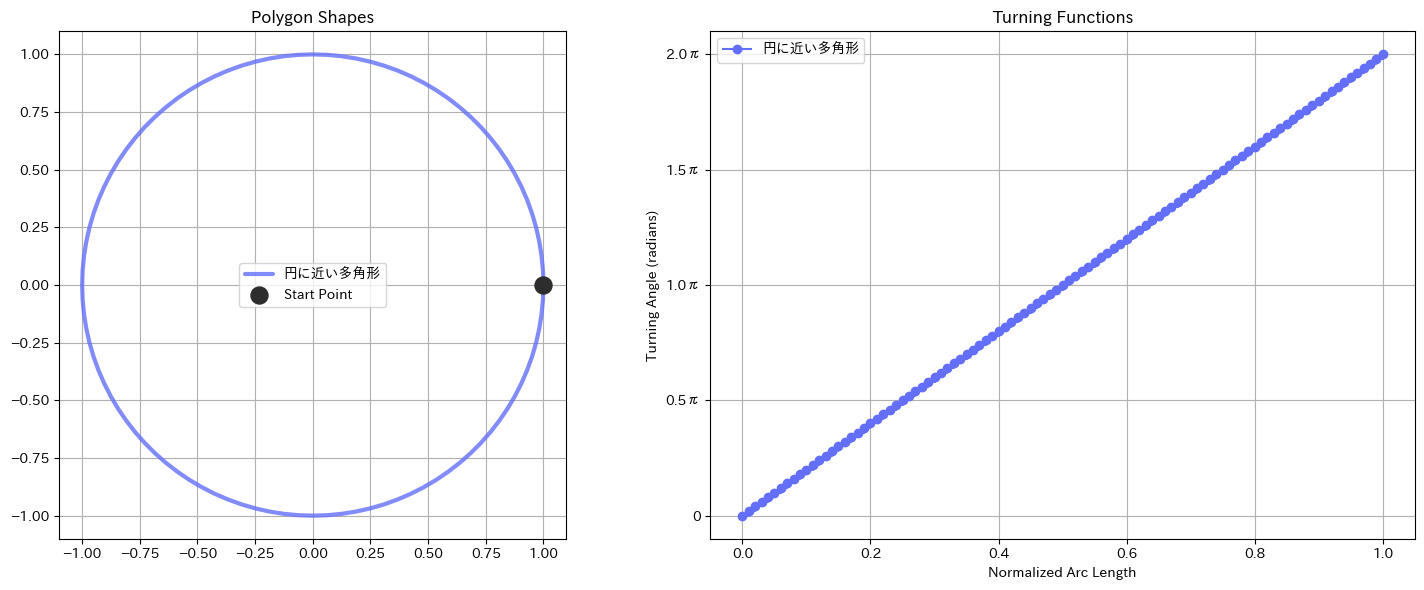 Polygon Shapes
1.00
0.75
0.50
0.25
0.00
−0.25
−0.50
−0.75
−1.00
円に近い多角形
Start Point
−1.00 −0.75 −0.50 −0.25 0.00 0.25 0.50 0.75 1.00
Turning Functions
円に近い多角形
Turning Angle (radians)
2.0π
1.5π
1.0π
0.5π
0
0.0 0.2 0.4 0.6 0.8 1.0
Normalized Arc Length